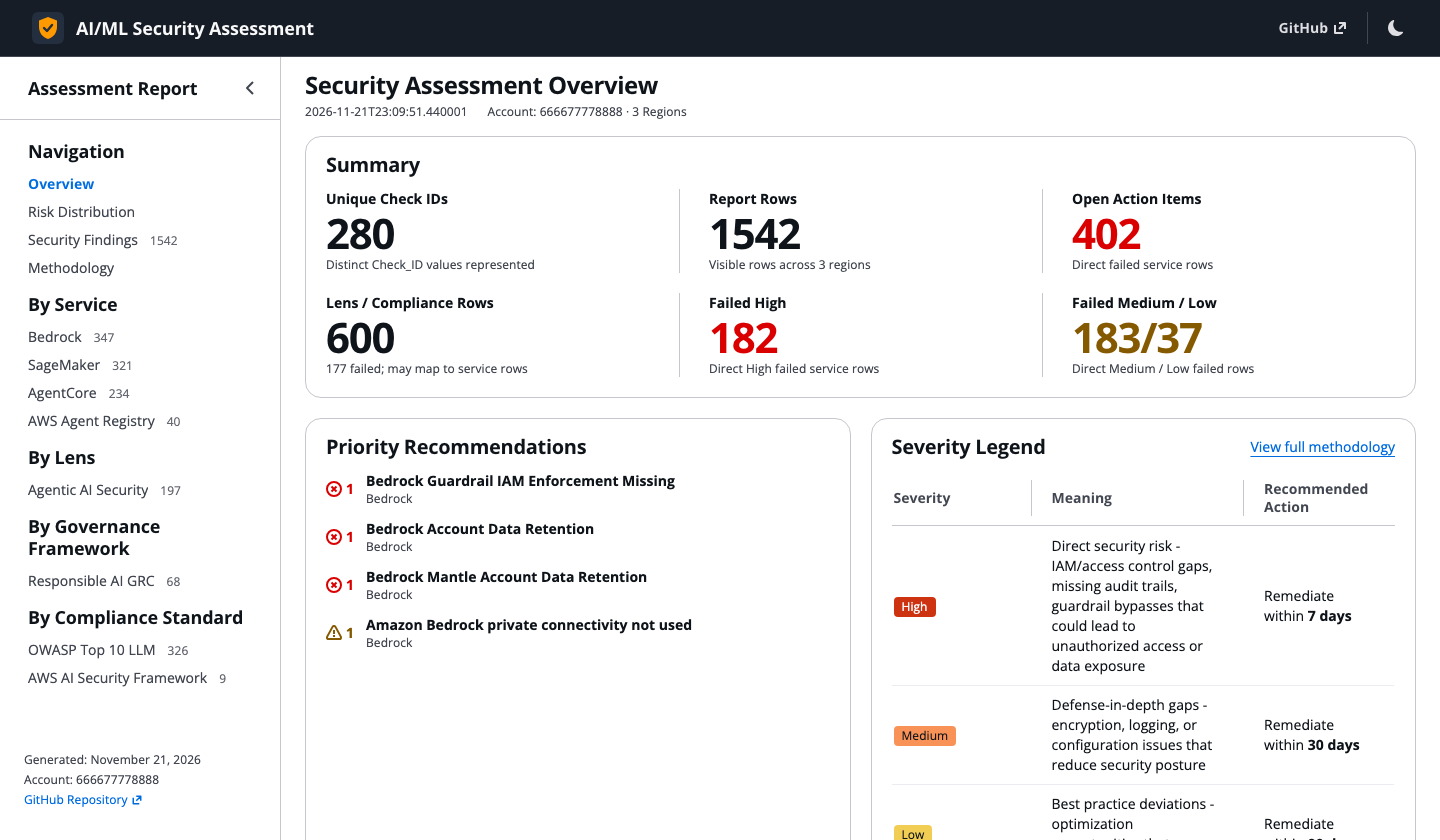 AI/ML Security Assessment
GitHub
Assessment Report
Navigation
Overview
Risk Distribution
Security Findings 1542
Methodology
By Service
Bedrock 347
SageMaker 321
AgentCore 234
AWS Agent Registry 40
By Lens
Agentic AI Security 197
By Governance
Framework
Responsible AI GRC 68
By Compliance Standard
OWASP Top 10 LLM 326
AWS AI Security Framework 9
Generated: November 21, 2026
Account: 666677778888
GitHub Repository
Security Assessment Overview
2026-11-21T23:09:51.440001 Account: 666677778888 · 3 Regions
Summary
Unique Check IDs
280
Distinct Check_ID values represented
Report Rows
1542
Visible rows across 3 regions
Open Action Items
402
Direct failed service rows
Lens / Compliance Rows
600
177 failed; may map to service rows
Failed High
182
Direct High failed service rows
Failed Medium / Low
183/37
Direct Medium / Low failed rows
Priority Recommendations
1 Bedrock Guardrail IAM Enforcement Missing
Bedrock
1 Bedrock Account Data Retention
Bedrock
1 Bedrock Mantle Account Data Retention
Bedrock
1 Amazon Bedrock private connectivity not used
Bedrock
Severity Legend
View full methodology
Severity
Meaning
Recommended
Action
High
Direct security risk -
IAM/access control gaps,
missing audit trails,
guardrail bypasses that
could lead to
unauthorized access or
data exposure
Remediate
within 7 days
Medium
Defense-in-depth gaps -
encryption, logging, or
configuration issues that
reduce security posture
Remediate
within 30 days
Low
Best practice deviations -
optimization
Remediate